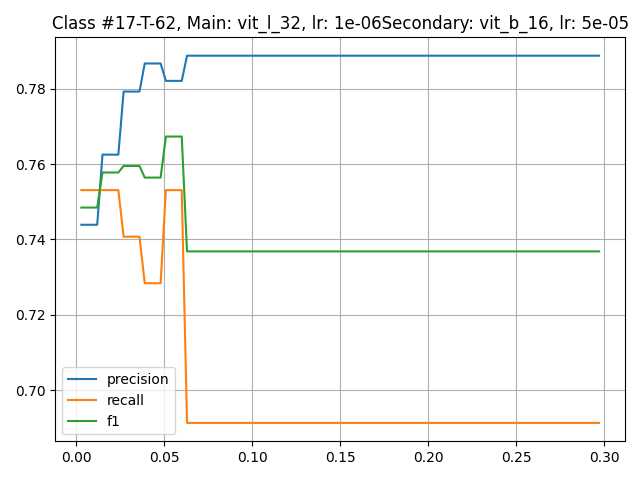 Class #17-T-62, Main: vit_l_32, lr: 1e-06Secondary: vit_b_16, lr: 5e-05
0.78
0.76
0.74
0.72
0.70
precision
recall
f1
0.00 0.05 0.10 0.15 0.20 0.25 0.30